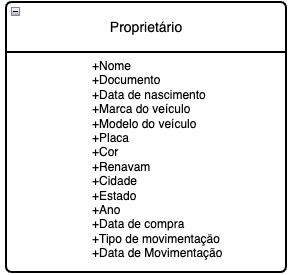 Proprietário
+Nome
+Documento
+Data de nascimento
+Marca do veículo
+Modelo do veículo
+Placa
+Cor
+Renavam
+Cidade
+Estado
+Ano
+Data de compra
+Tipo de movimentação
+Data de Movimentação